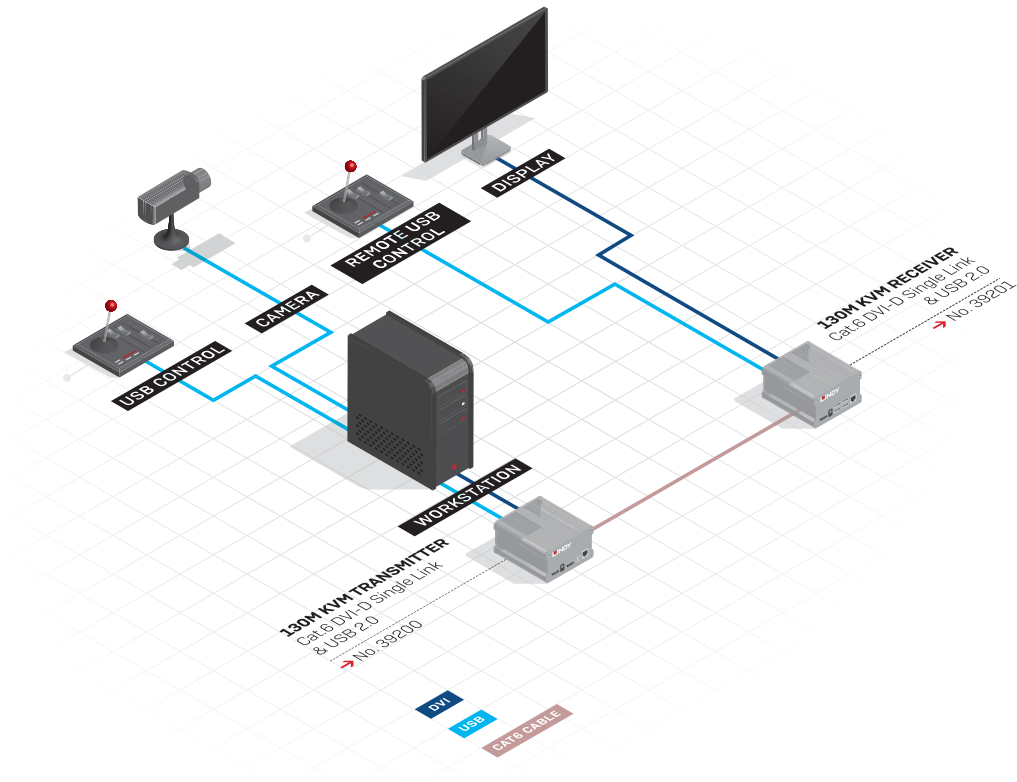 DISPLAY
REMOTE USB
CONTROL
CAMERA
USB CONTROL
130M KVM RECEIVER
Cat.6 DVI-D Single Link
& USB 2.0
No. 39201
LINDY
WORKSTATION
LINDY
130M KVM TRANSMITTER
Cat.6 DVI-D Single Link
& USB 2.0
No. 39200
DVI
USB
CAT6 CABLE